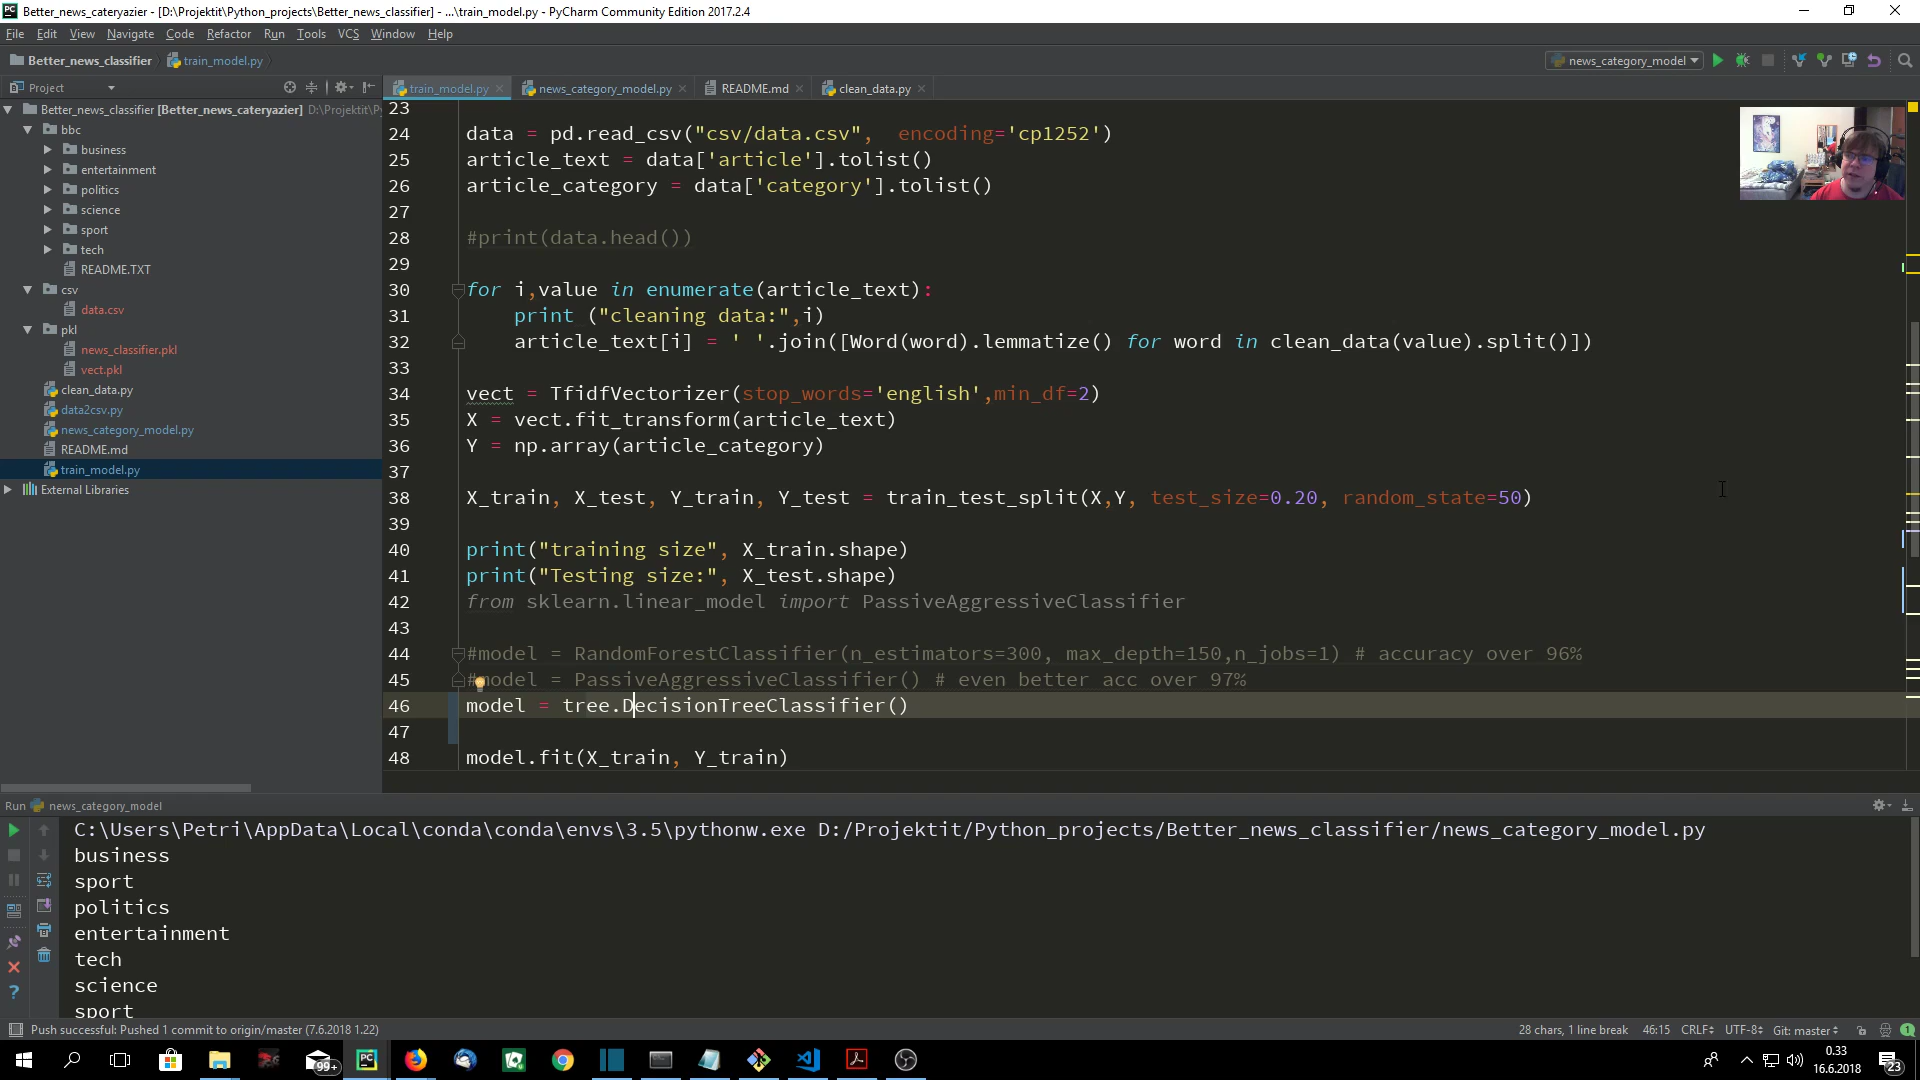 Better_news_cateryazier - [D:\Projektit\Python_projects\Better_news_classifier] - ...\train_model.py - PyCharm Community Edition 2017.2.4
File Edit View Navigate Code Refactor Run Tools VCS Window Help
Better_news_classifier train_model.py news_category_model
Project
train_model.py news_category_model.py README.md clean_data.py
Better_news_classifier [Better_news_cateryazier] D:\Projektit\P
bbc
business
entertainment
politics
science
sport
tech
README.TXT
csv
data.csv
pkl
news_classifier.pkl
vect.pkl
clean_data.py
data2csv.py
news_category_model.py
README.md
train_model.py
External Libraries
23
24 data = pd.read_csv("csv/data.csv",  encoding='cp1252')
25 article_text = data['article'].tolist()
26 article_category = data['category'].tolist()
27
28 #print(data.head())
29
30 for i,value in enumerate(article_text):
31     print ("cleaning data:",i)
32     article_text[i] = ' '.join([Word(word).lemmatize() for word in clean_data(value).split()])
33
34 vect = TfidfVectorizer(stop_words='english',min_df=2)
35 X = vect.fit_transform(article_text)
36 Y = np.array(article_category)
37
38 X_train, X_test, Y_train, Y_test = train_test_split(X,Y, test_size=0.20, random_state=50)
39
40 print("training size", X_train.shape)
41 print("Testing size:", X_test.shape)
42 from sklearn.linear_model import PassiveAggressiveClassifier
43
44 #model = RandomForestClassifier(n_estimators=300, max_depth=150,n_jobs=1) # accuracy over 96%
45 #model = PassiveAggressiveClassifier() # even better acc over 97%
46 model = tree.DecisionTreeClassifier()
47
48 model.fit(X_train, Y_train)
Run news_category_model
C:\Users\Petri\AppData\Local\conda\conda\envs\3.5\pythonw.exe D:/Projektit/Python_projects/Better_news_classifier/news_category_model.py
business
sport
politics
entertainment
tech
science
sport
Push successful: Pushed 1 commit to origin/master (7.6.2018 1.22) 28 chars, 1 line break 46:15 CRLF UTF-8 Git: master 1
99+ PC 0.33
16.6.2018 23